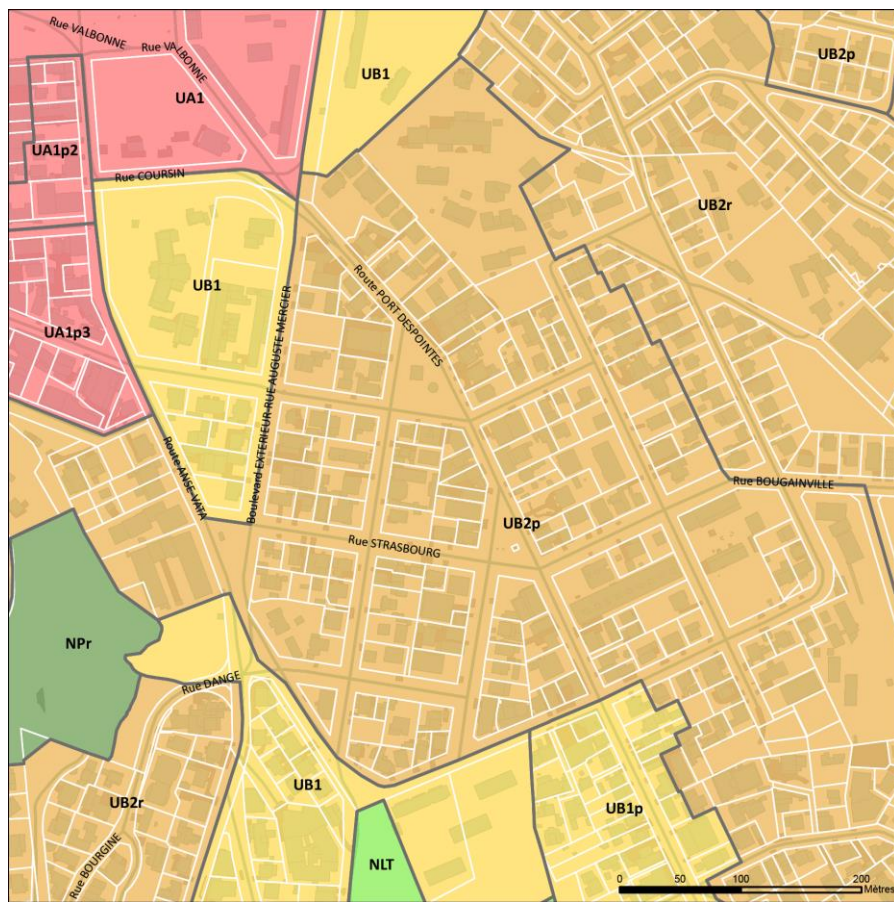 Rue VALBONNE
Rue VALBONNE
UB2p
UB1
UA1
UA1p2
Rue COURSIN
UB2r
UB1
Route PORT DESPOINTES
UA1p3
Boulevard EXTERIEUR-RUE AUGUSTE MERCIER
Route ANSE-VATA
Rue BOUGAINVILLE
UB2p
Rue STRASBOURG
NPr
Rue DANGE
UB1
UB2r
UB1p
Rue BOURGINE
NLT
0 50 100 200
Mètres